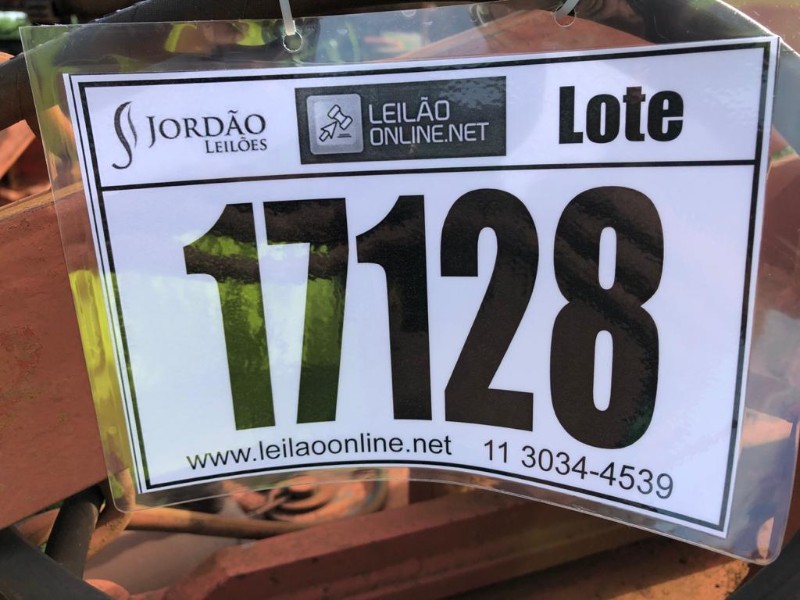 JORDÃO
LEILÕES
LEILÃO
ONLINE.NET
Lote
17128
www.leilaoonline.net 11 3034-4539